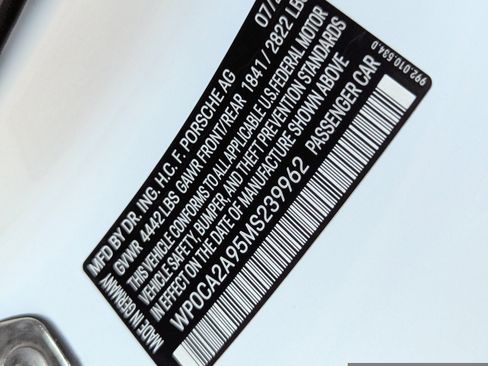 MFD BY DR. ING. H.C. F. PORSCHE AG 07/
GVWR 4442 LBS GAWR FRONT/REAR 1841 / 2822 LBS
THIS VEHICLE CONFORMS TO ALL APPLICABLE U.S. FEDERAL MOTOR
VEHICLE SAFETY, BUMPER, AND THEFT PREVENTION STANDARDS
IN EFFECT ON THE DATE OF MANUFACTURE SHOWN ABOVE
WP0CA2A95MS239962 PASSENGER CAR
MADE IN GERMANY
992.010.534.D